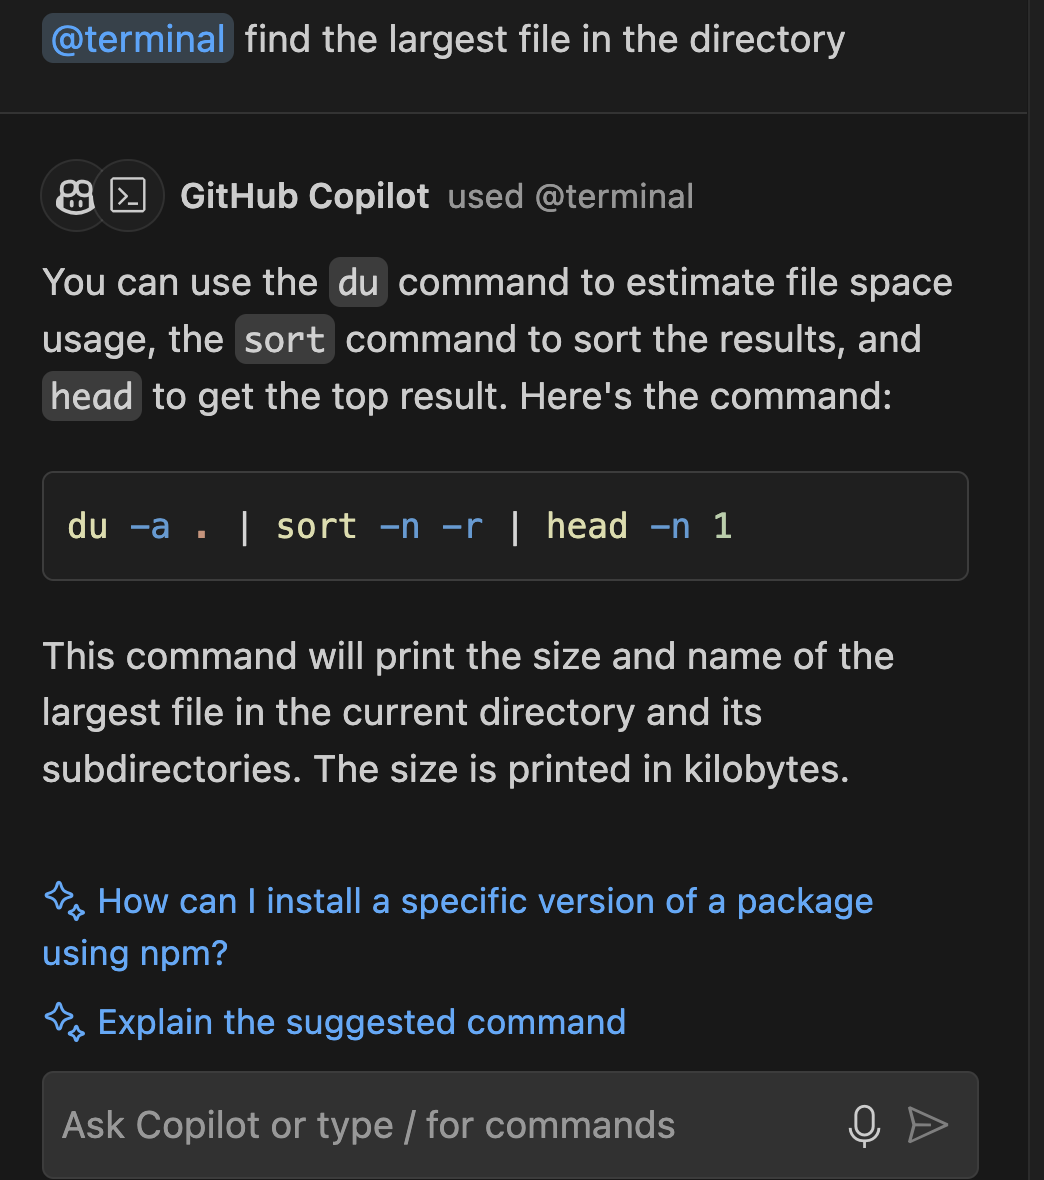 @terminal find the largest file in the directory
GitHub Copilot used @terminal
You can use the du command to estimate file space
usage, the sort command to sort the results, and
head to get the top result. Here's the command:
du -a . | sort -n -r | head -n 1
This command will print the size and name of the
largest file in the current directory and its
subdirectories. The size is printed in kilobytes.
How can I install a specific version of a package
using npm?
Explain the suggested command
Ask Copilot or type / for commands